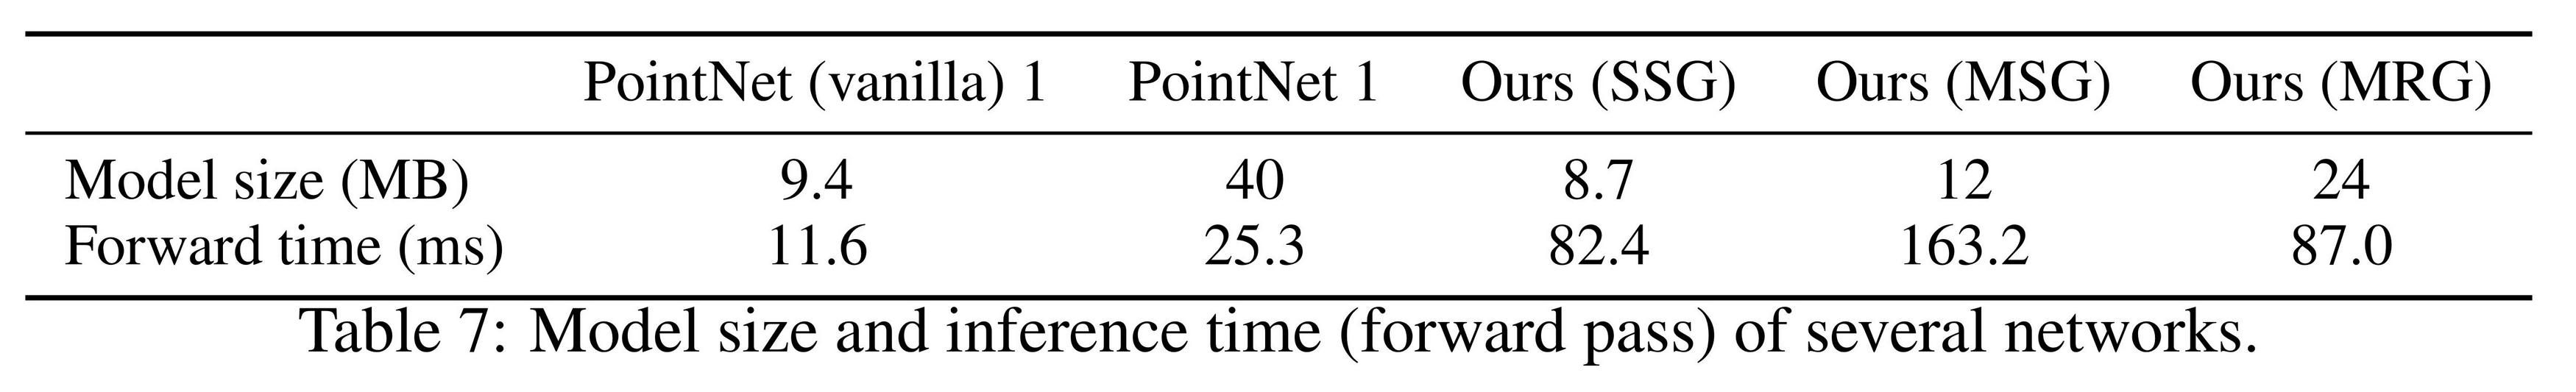 PointNet (vanilla) 1 PointNet 1 Ours (SSG) Ours (MSG) Ours (MRG)
Model size (MB) 9.4 40 8.7 12 24
Forward time (ms) 11.6 25.3 82.4 163.2 87.0
Table 7: Model size and inference time (forward pass) of several networks.